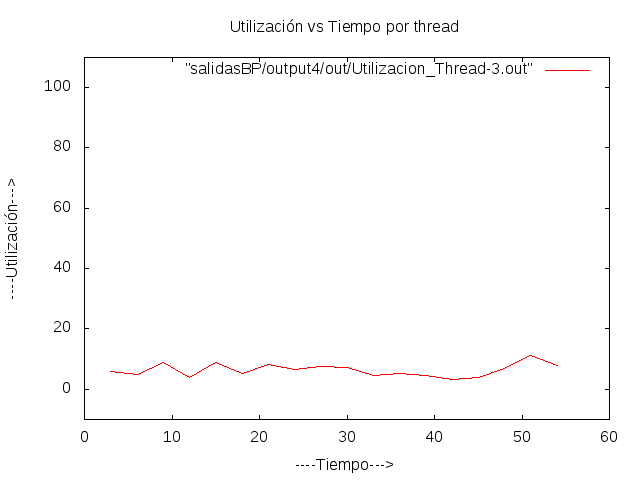 Utilización vs Tiempo por thread
"salidasBP/output4/out/Utilizacion_Thread-3.out"
100
80
60
40
20
0
----Utilización--->
0 10 20 30 40 50 60
----Tiempo--->